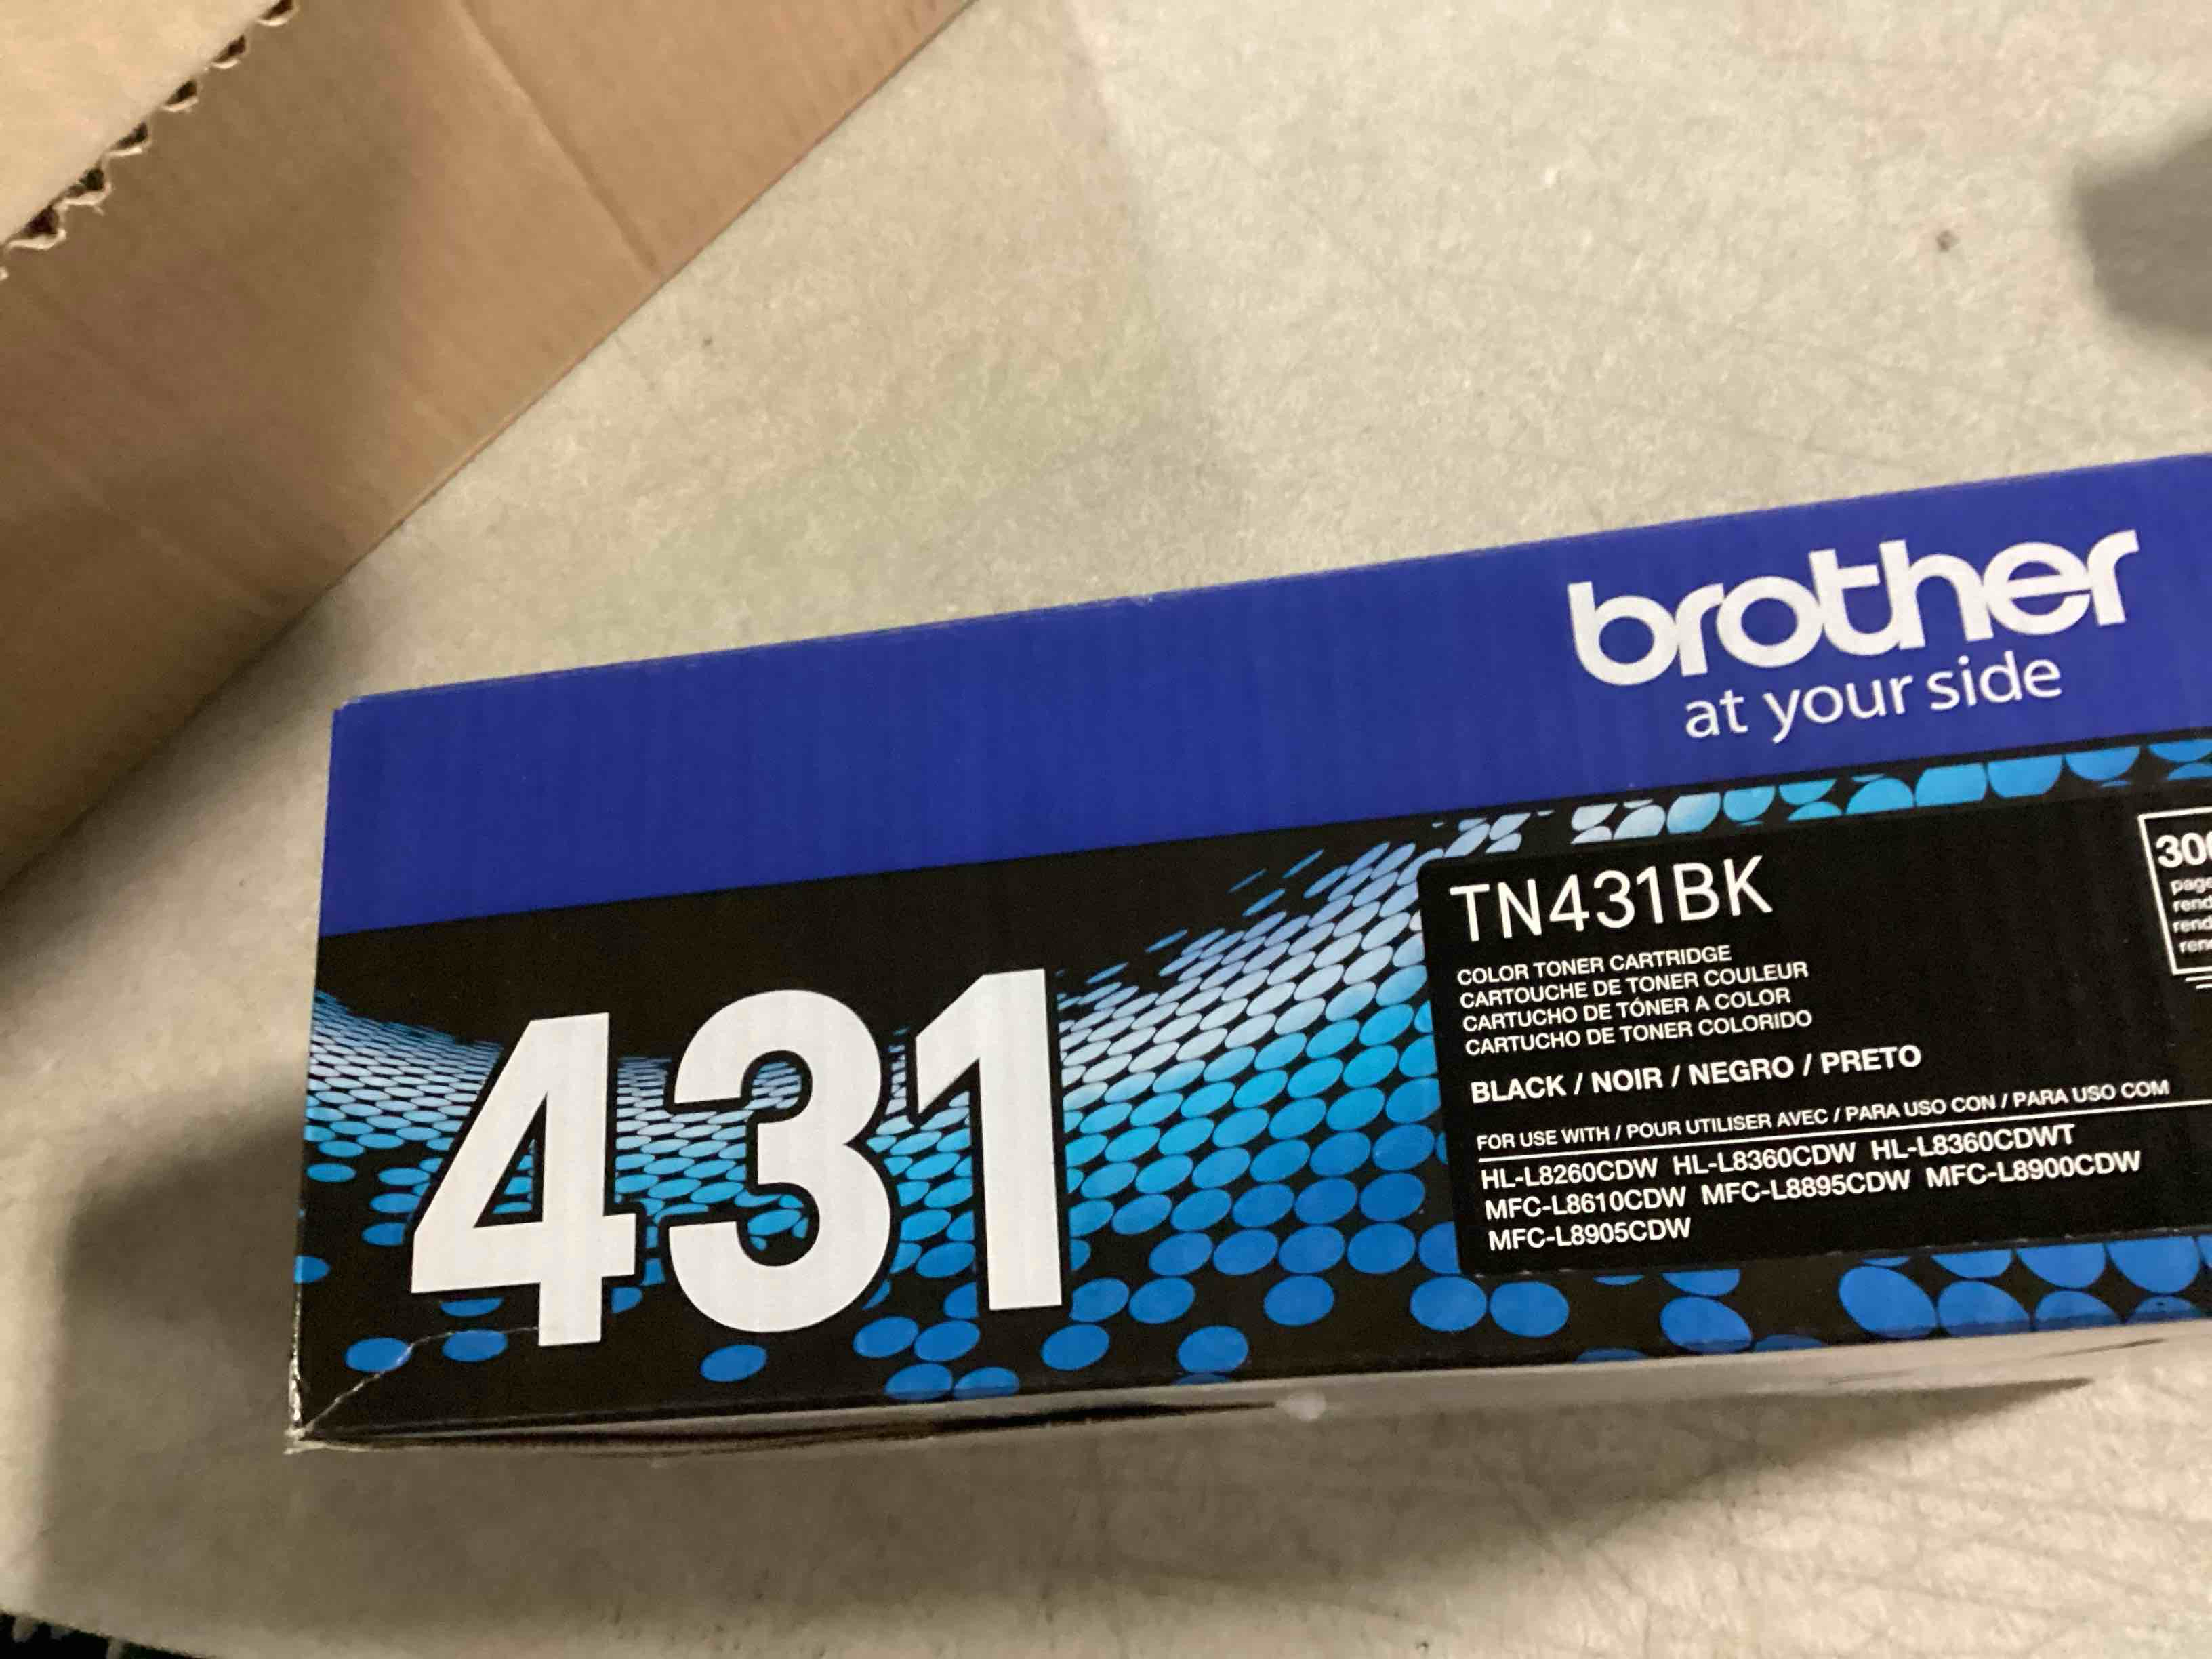 brother
at your side
431
TN431BK
COLOR TONER CARTRIDGE
CARTOUCHE DE TONER COULEUR
CARTUCHO DE TÓNER A COLOR
CARTUCHO DE TONER COLORIDO
BLACK / NOIR / NEGRO / PRETO
FOR USE WITH / POUR UTILISER AVEC / PARA USO CON / PARA USO COM
HL-L8260CDW HL-L8360CDW HL-L8360CDWT
MFC-L8610CDW MFC-L8895CDW MFC-L8900CDW
MFC-L8905CDW